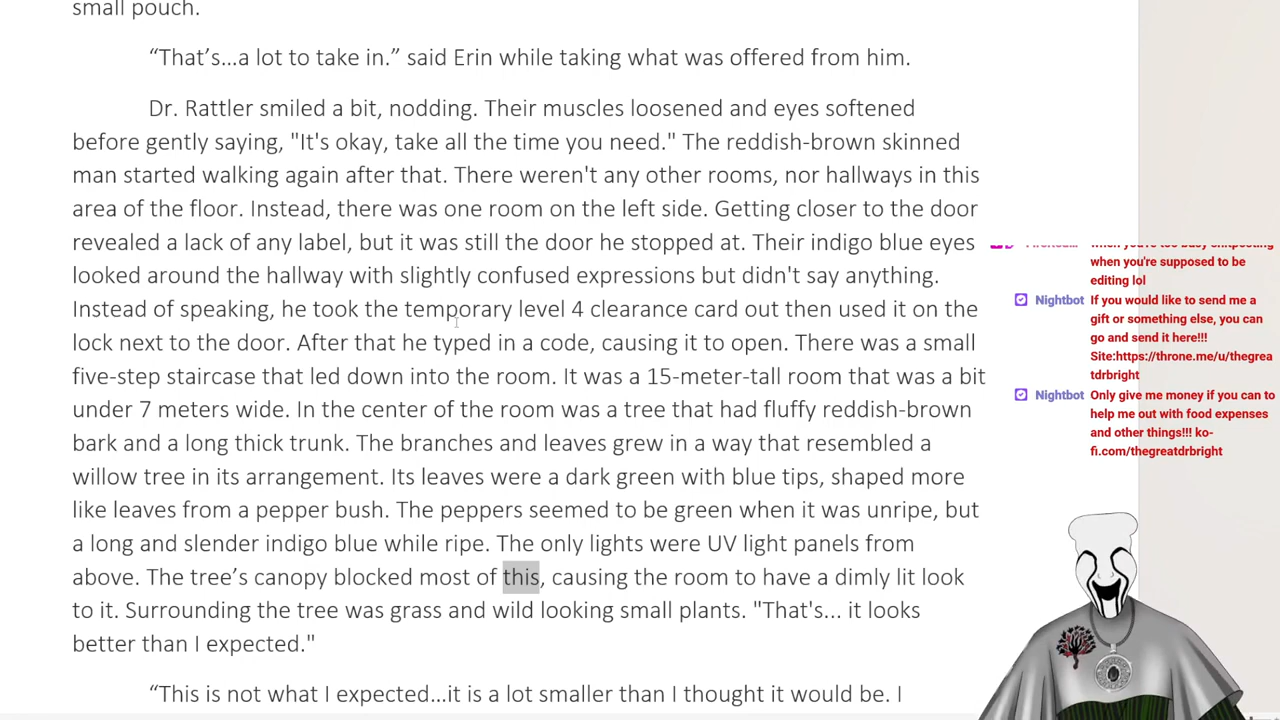 small pouch.
“That’s...a lot to take in.” said Erin while taking what was offered from him.
Dr. Rattler smiled a bit, nodding. Their muscles loosened and eyes softened
before gently saying, "It's okay, take all the time you need." The reddish-brown skinned
man started walking again after that. There weren't any other rooms, nor hallways in this
area of the floor. Instead, there was one room on the left side. Getting closer to the door
revealed a lack of any label, but it was still the door he stopped at. Their indigo blue eyes
looked around the hallway with slightly confused expressions but didn't say anything.
Instead of speaking, he took the temporary level 4 clearance card out then used it on the
lock next to the door. After that he typed in a code, causing it to open. There was a small
five-step staircase that led down into the room. It was a 15-meter-tall room that was a bit
under 7 meters wide. In the center of the room was a tree that had fluffy reddish-brown
bark and a long thick trunk. The branches and leaves grew in a way that resembled a
willow tree in its arrangement. Its leaves were a dark green with blue tips, shaped more
like leaves from a pepper bush. The peppers seemed to be green when it was unripe, but
a long and slender indigo blue while ripe. The only lights were UV light panels from
above. The tree’s canopy blocked most of this, causing the room to have a dimly lit look
to it. Surrounding the tree was grass and wild looking small plants. "That's... it looks
better than I expected."
“This is not what I expected...it is a lot smaller than I thought it would be. I
when you're supposed to be
editing lol
Nightbot If you would like to send me a
gift or something else, you can
go and send it here!!!
Site:https://throne.me/u/thegrea
tdrbright
Nightbot Only give me money if you can to
help me out with food expenses
and other things!!! ko-
fi.com/thegreatdrbright